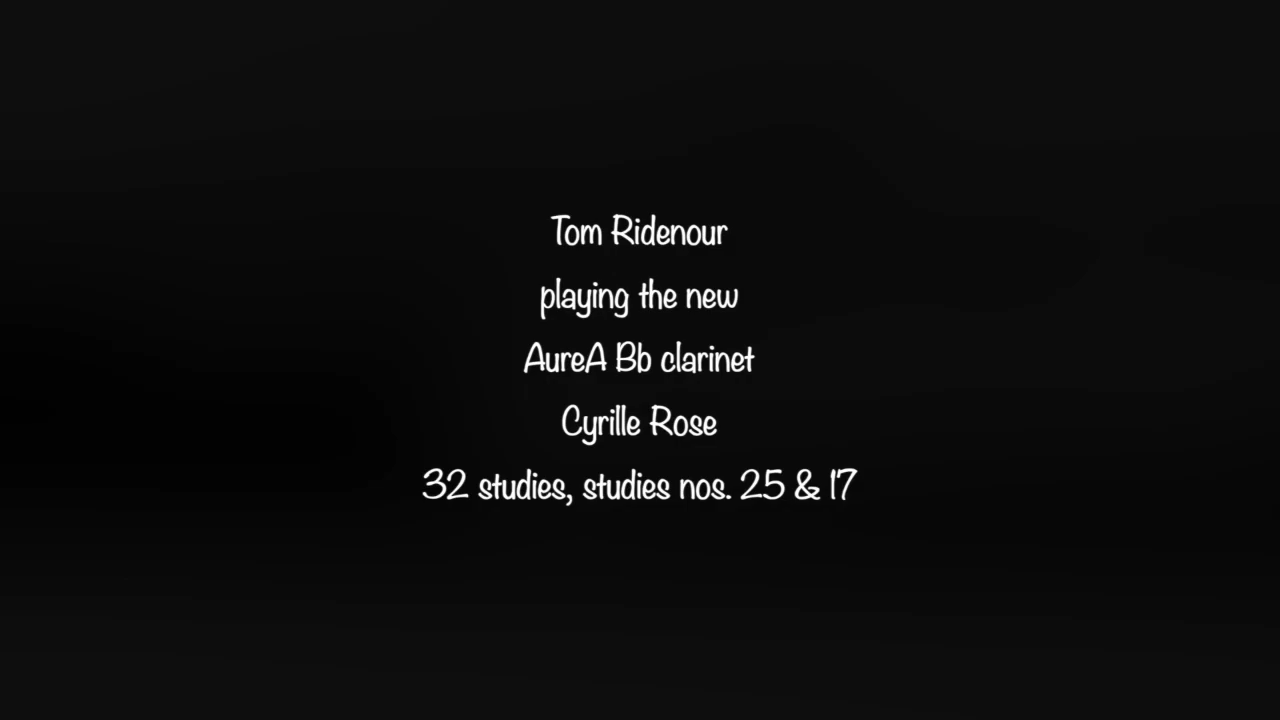 Tom Ridenour
playing the new
AureA Bb clarinet
Cyrille Rose
32 studies, studies nos. 25 & 17